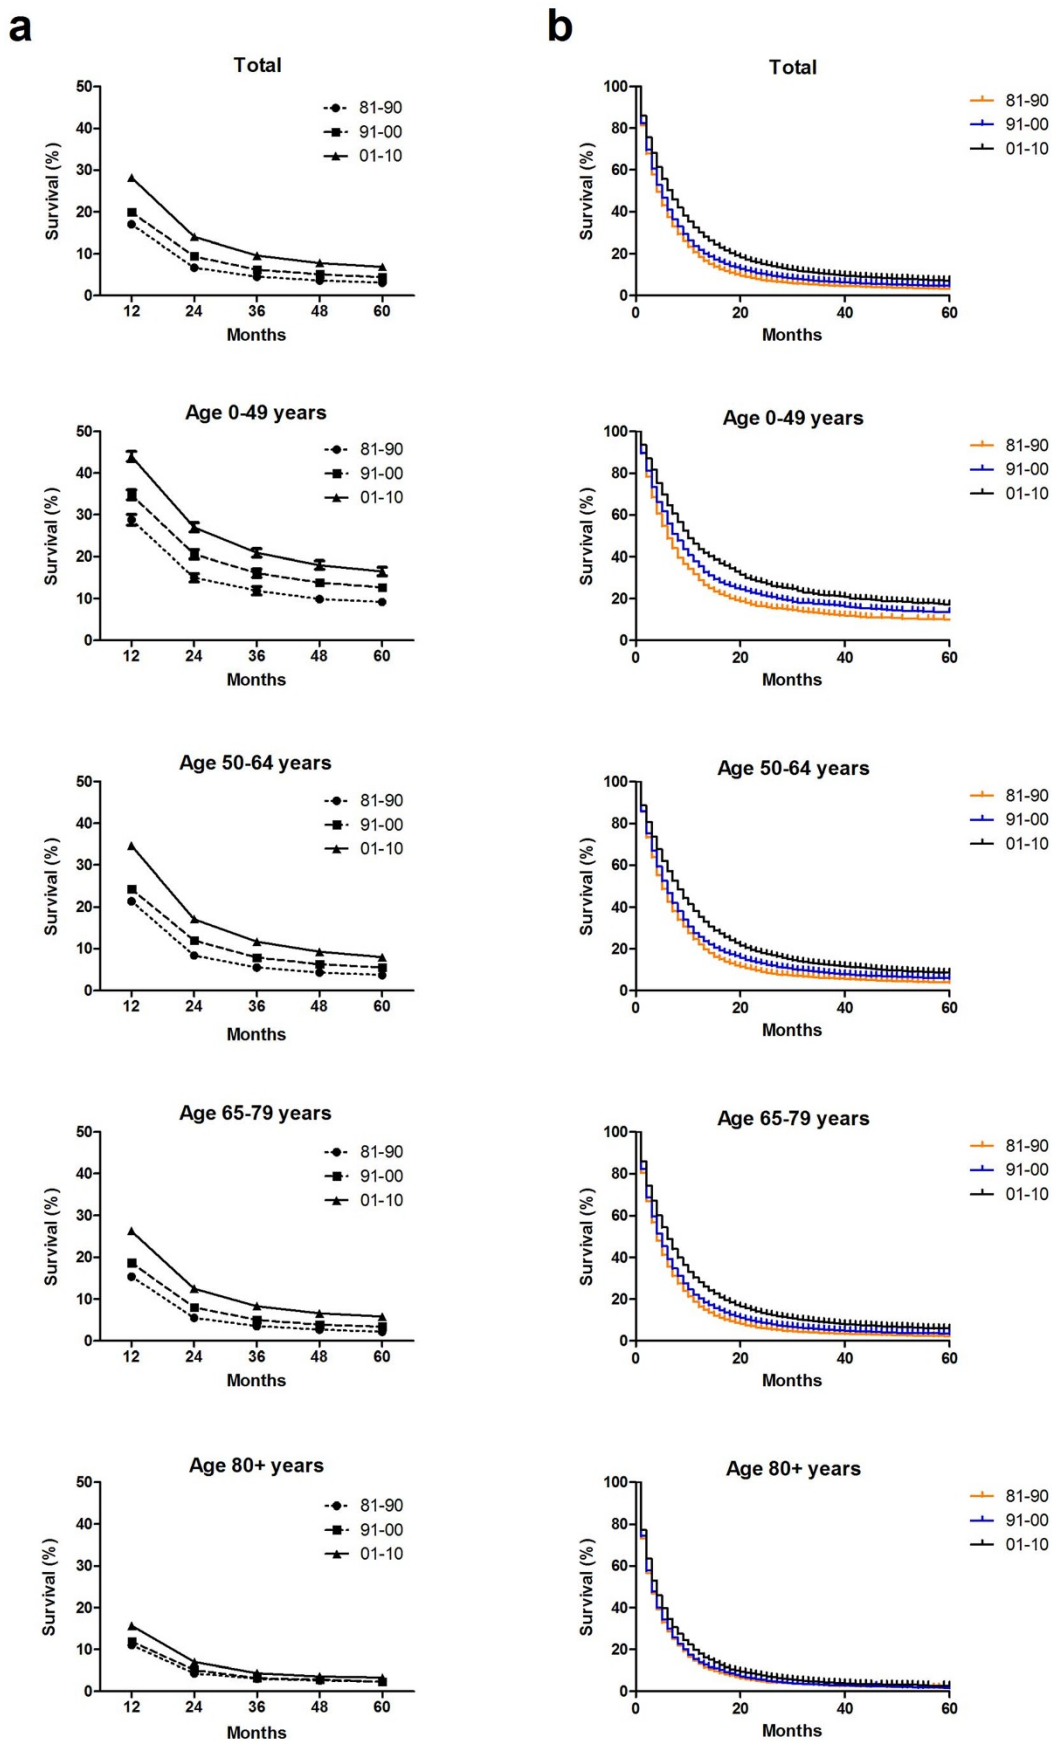 a
b
Total
50
40
30
20
10
0
Survival (%)
12 24 36 48 60
Months
81-90
91-00
01-10
Total
100
80
60
40
20
0
Survival (%)
0 20 40 60
Months
81-90
91-00
01-10
Age 0-49 years
50
40
30
20
10
0
Survival (%)
12 24 36 48 60
Months
81-90
91-00
01-10
Age 0-49 years
100
80
60
40
20
0
Survival (%)
0 20 40 60
Months
81-90
91-00
01-10
Age 50-64 years
50
40
30
20
10
0
Survival (%)
12 24 36 48 60
Months
81-90
91-00
01-10
Age 50-64 years
100
80
60
40
20
0
Survival (%)
0 20 40 60
Months
81-90
91-00
01-10
Age 65-79 years
50
40
30
20
10
0
Survival (%)
12 24 36 48 60
Months
81-90
91-00
01-10
Age 65-79 years
100
80
60
40
20
0
Survival (%)
0 20 40 60
Months
81-90
91-00
01-10
Age 80+ years
50
40
30
20
10
0
Survival (%)
12 24 36 48 60
Months
81-90
91-00
01-10
Age 80+ years
100
80
60
40
20
0
Survival (%)
0 20 40 60
Months
81-90
91-00
01-10